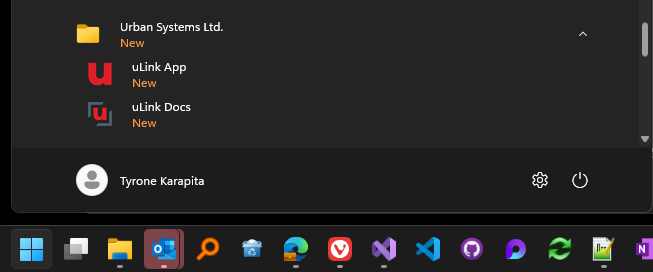 Urban Systems Ltd.
New
uLink App
New
uLink Docs
New
Tyrone Karapita